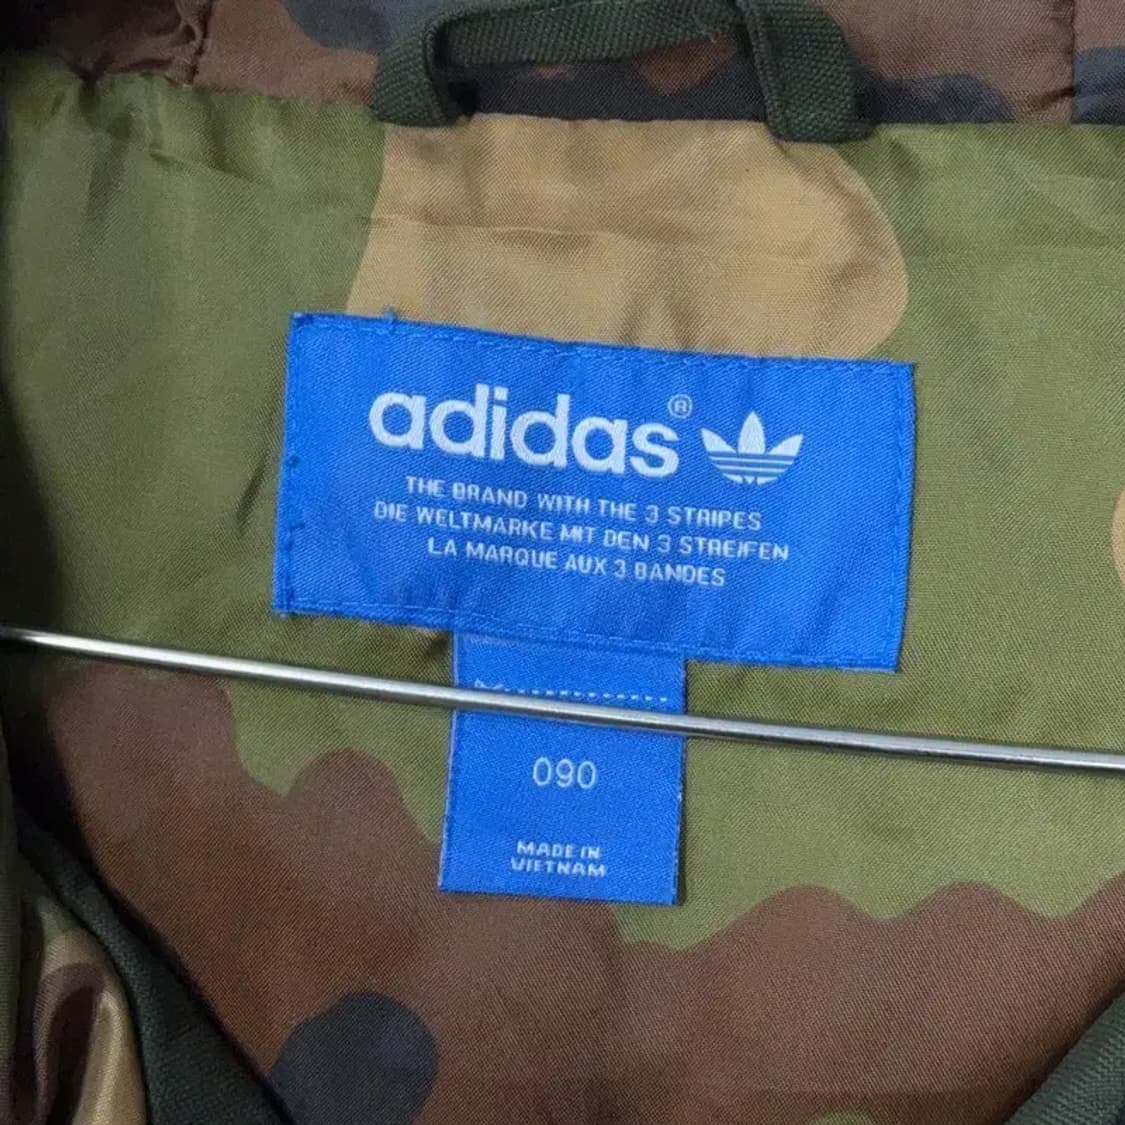 adidas®
THE BRAND WITH THE 3 STRIPES
DIE WELTMARKE MIT DEN 3 STREIFEN
LA MARQUE AUX 3 BANDES
090
MADE IN
VIETNAM